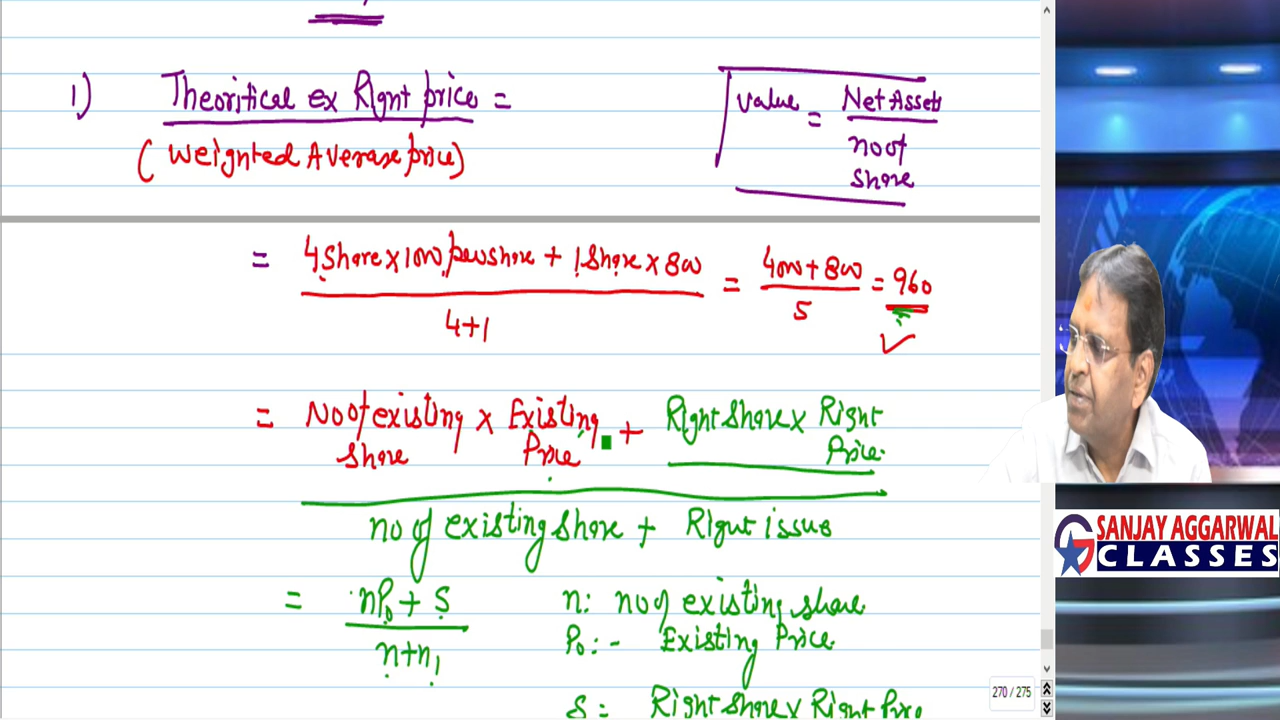 1) Theoritical ex Right price =
(Weighted Average price)
value = Net Assets
no of
share
= 4 share x 1000 per share + 1 share x 800 = 4000 + 800 = 960
4+1 5
= No of existing x Existing + Right share x Right
share Price Price.
no of existing share + Right issue
= nP0 + S n: no of existing share
n+n1 P0: - Existing Price
S = Right share x Right Price
270 / 275
SANJAY AGGARWAL
CLASSES